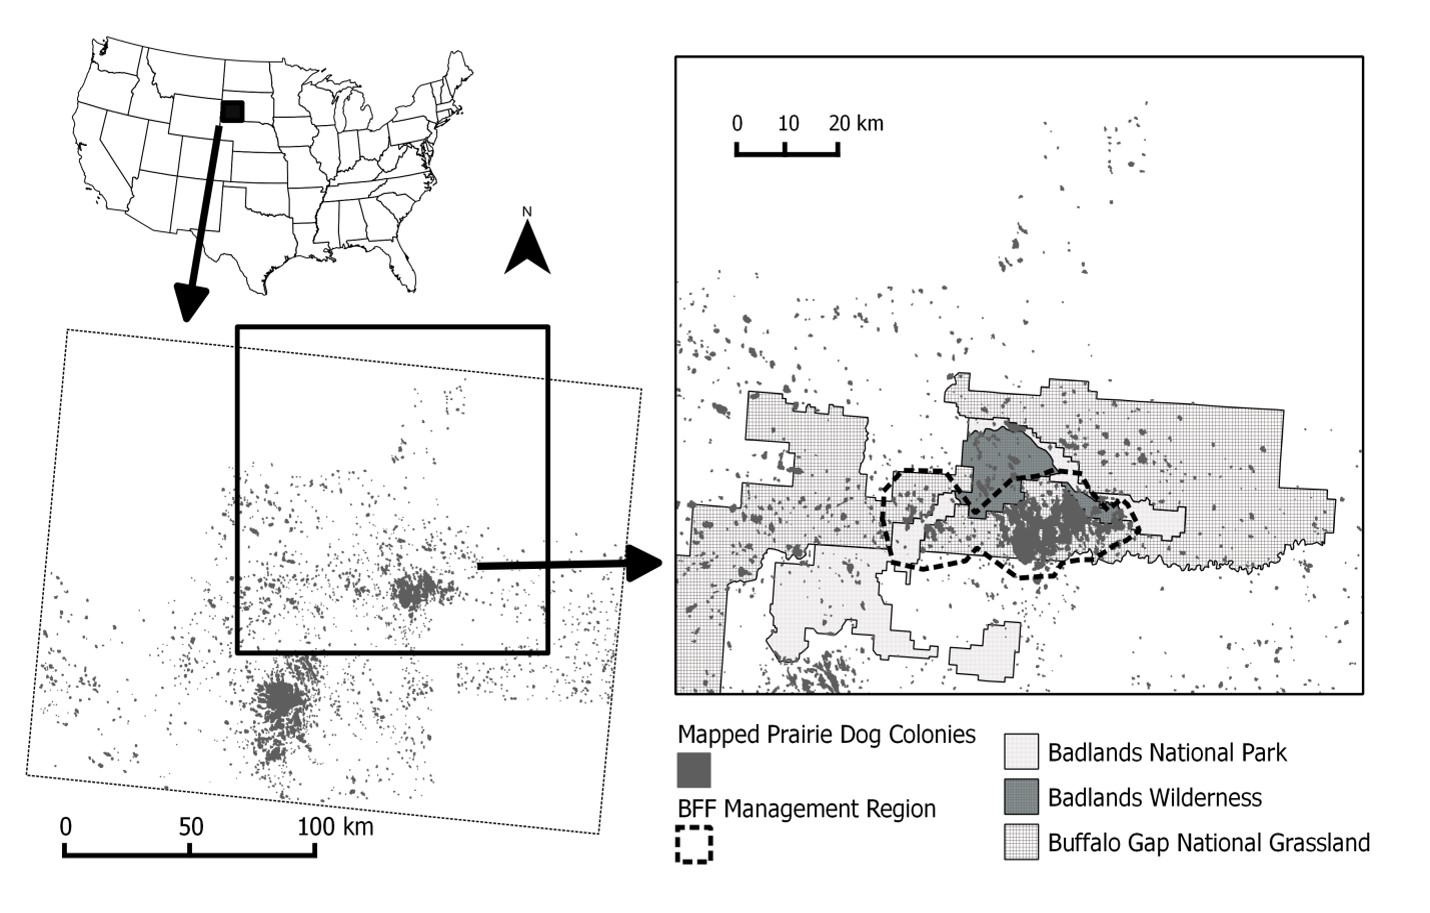 N
0 10 20 km
0 50 100 km
Mapped Prairie Dog Colonies
BFF Management Region
Badlands National Park
Badlands Wilderness
Buffalo Gap National Grassland